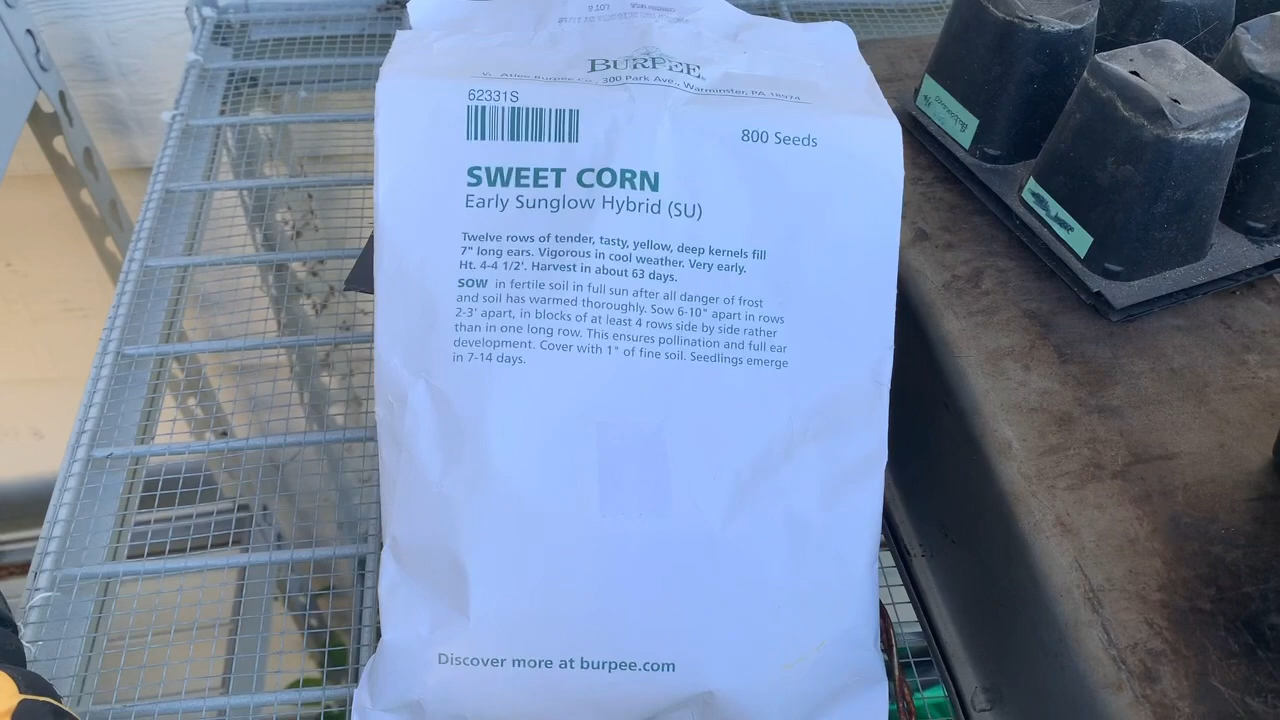 BURPEE
W. Atlee Burpee Co., 300 Park Ave., Warminster, PA 18974
62331S
800 Seeds
SWEET CORN
Early Sunglow Hybrid (SU)
Twelve rows of tender, tasty, yellow, deep kernels fill
7" long ears. Vigorous in cool weather. Very early.
Ht. 4-4 1/2'. Harvest in about 63 days.
SOW in fertile soil in full sun after all danger of frost
and soil has warmed thoroughly. Sow 6-10" apart in rows
2-3' apart, in blocks of at least 4 rows side by side rather
than in one long row. This ensures pollination and full ear
development. Cover with 1" of fine soil. Seedlings emerge
in 7-14 days.
Discover more at burpee.com